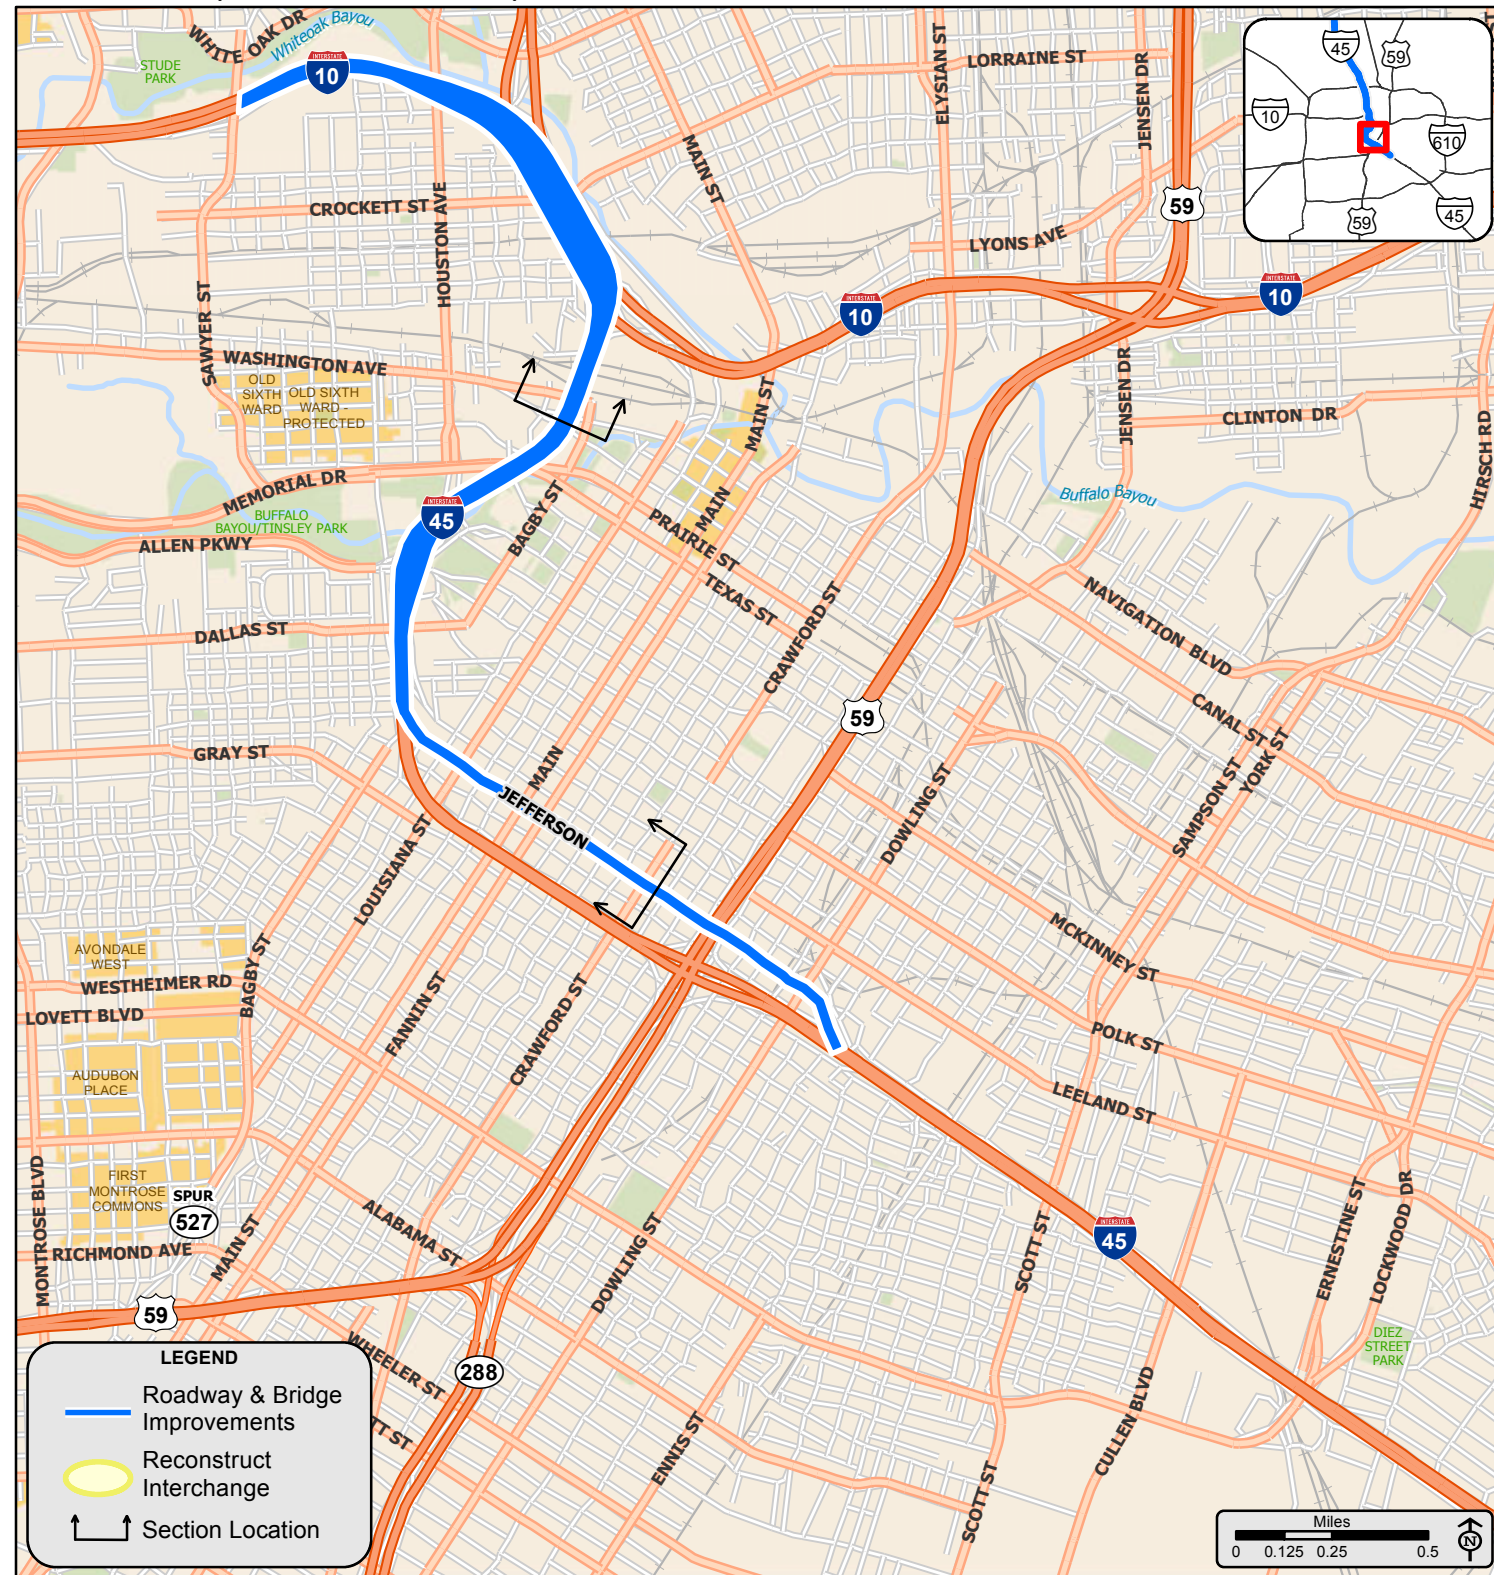 WHITE OAK DR
Whiteoak Bayou
STUDE
PARK
INTERSTATE
10
LORRAINE ST
ELYSIAN ST
JENSEN DR
MAIN ST
45
59
10
610
59
45
CROCKETT ST
HOUSTON AVE
59
LYONS AVE
SAWYER ST
INTERSTATE
10
INTERSTATE
10
WASHINGTON AVE
OLD
SIXTH
WARD
OLD SIXTH
WARD -
PROTECTED
MAIN ST
JENSEN DR
CLINTON DR
HIRSCH RD
MEMORIAL DR
BUFFALO
BAYOU/TINSLEY PARK
ALLEN PKWY
INTERSTATE
45
BAGBY ST
MAIN
PRAIRIE ST
TEXAS ST
Buffalo Bayou
CRAWFORD ST
NAVIGATION BLVD
DALLAS ST
CANAL ST
59
GRAY ST
MAIN
JEFFERSON
DOWLING ST
SAMPSON ST
YORK ST
LOUISIANA ST
AVONDALE
WEST
WESTHEIMER RD
LOVETT BLVD
BAGBY ST
FANNIN ST
CRAWFORD ST
MCKINNEY ST
POLK ST
LEELAND ST
AUDUBON
PLACE
FIRST
MONTROSE
COMMONS
SPUR
527
MONTROSE BLVD
RICHMOND AVE
MAIN ST
ALABAMA ST
DOWLING ST
SCOTT ST
INTERSTATE
45
ERNESTINE ST
LOCKWOOD DR
59
DIEZ
STREET
PARK
WHEELER ST
288
TT ST
ENNIS ST
SCOTT ST
CULLEN BLVD
LEGEND
Roadway & Bridge
Improvements
Reconstruct
Interchange
Section Location
Miles
0 0.125 0.25 0.5
N